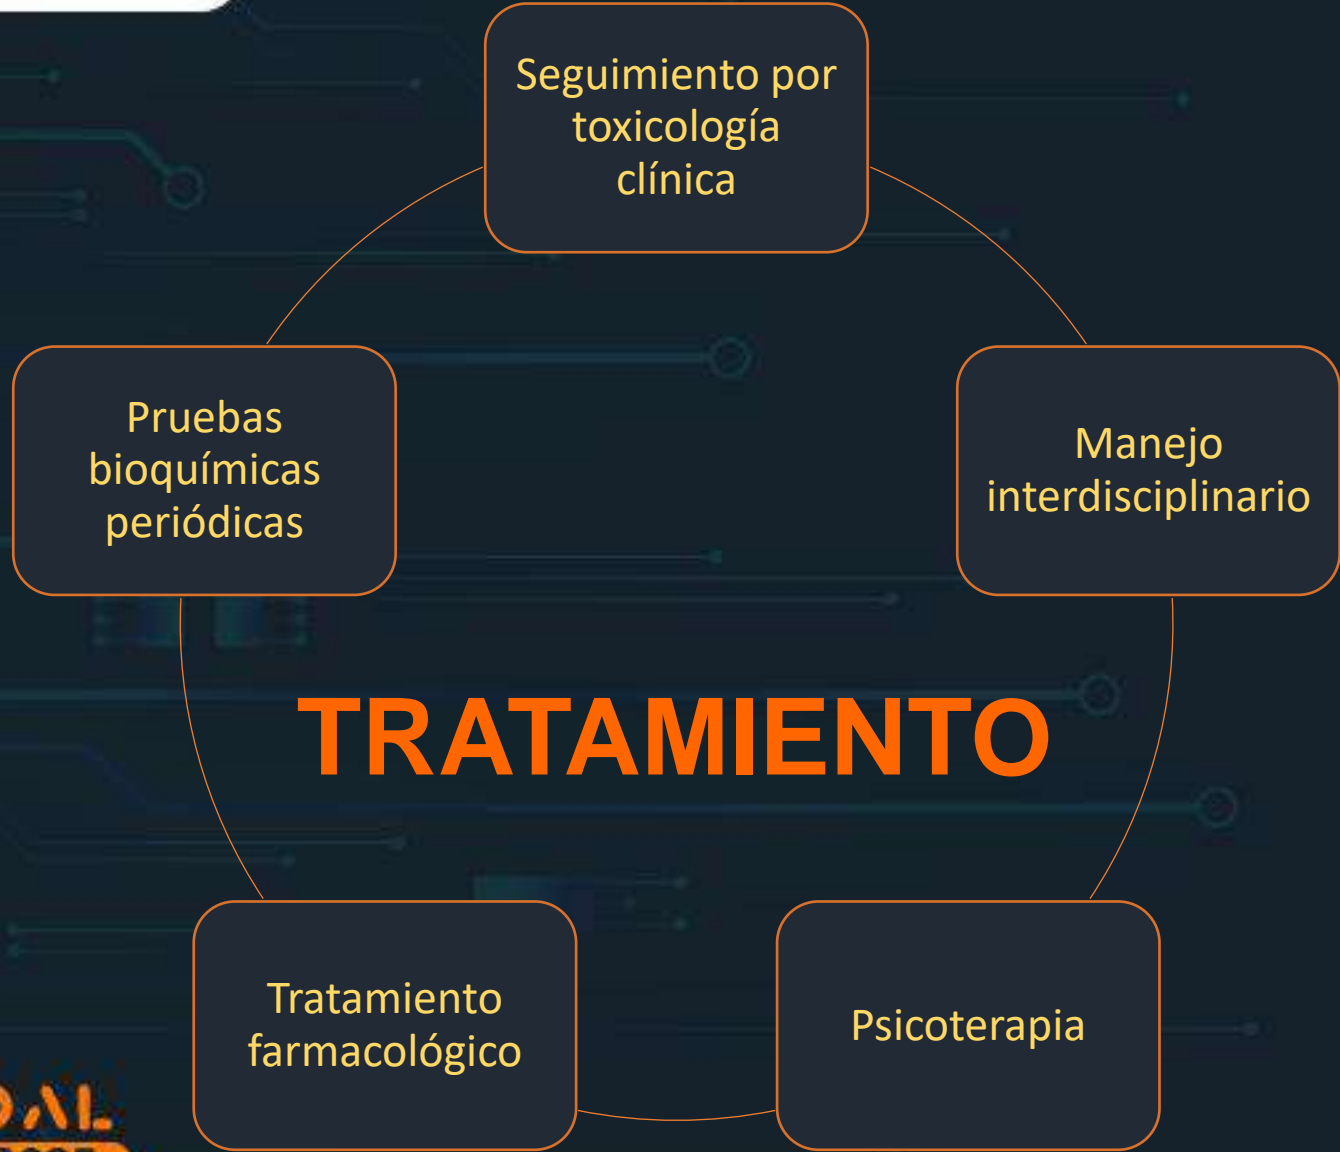 Seguimiento por
toxicología
clínica
Pruebas
bioquímicas
periódicas
Manejo
interdisciplinario
TRATAMIENTO
Tratamiento
farmacológico
Psicoterapia